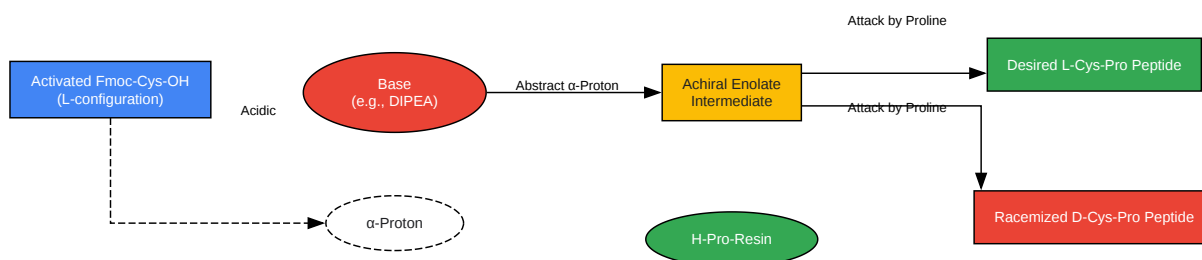 Attack by Proline
Activated Fmoc-Cys-OH
(L-configuration)
Acidic
Base
(e.g., DIPEA)
Abstract α-Proton
Achiral Enolate
Intermediate
Desired L-Cys-Pro Peptide
Attack by Proline
α-Proton
H-Pro-Resin
Racemized D-Cys-Pro Peptide